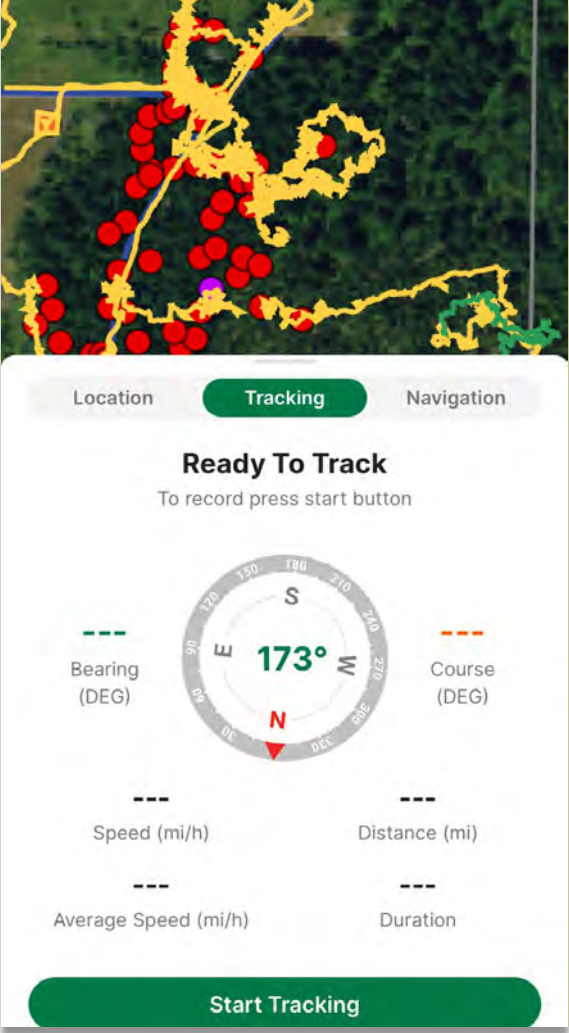 Location Tracking Navigation
Ready To Track
To record press start button
150 180 210
120 S 240
90 E 173° W 270
60 N 300
30 330
--- ---
Bearing Course
(DEG) (DEG)
--- ---
Speed (mi/h) Distance (mi)
--- ---
Average Speed (mi/h) Duration
Start Tracking